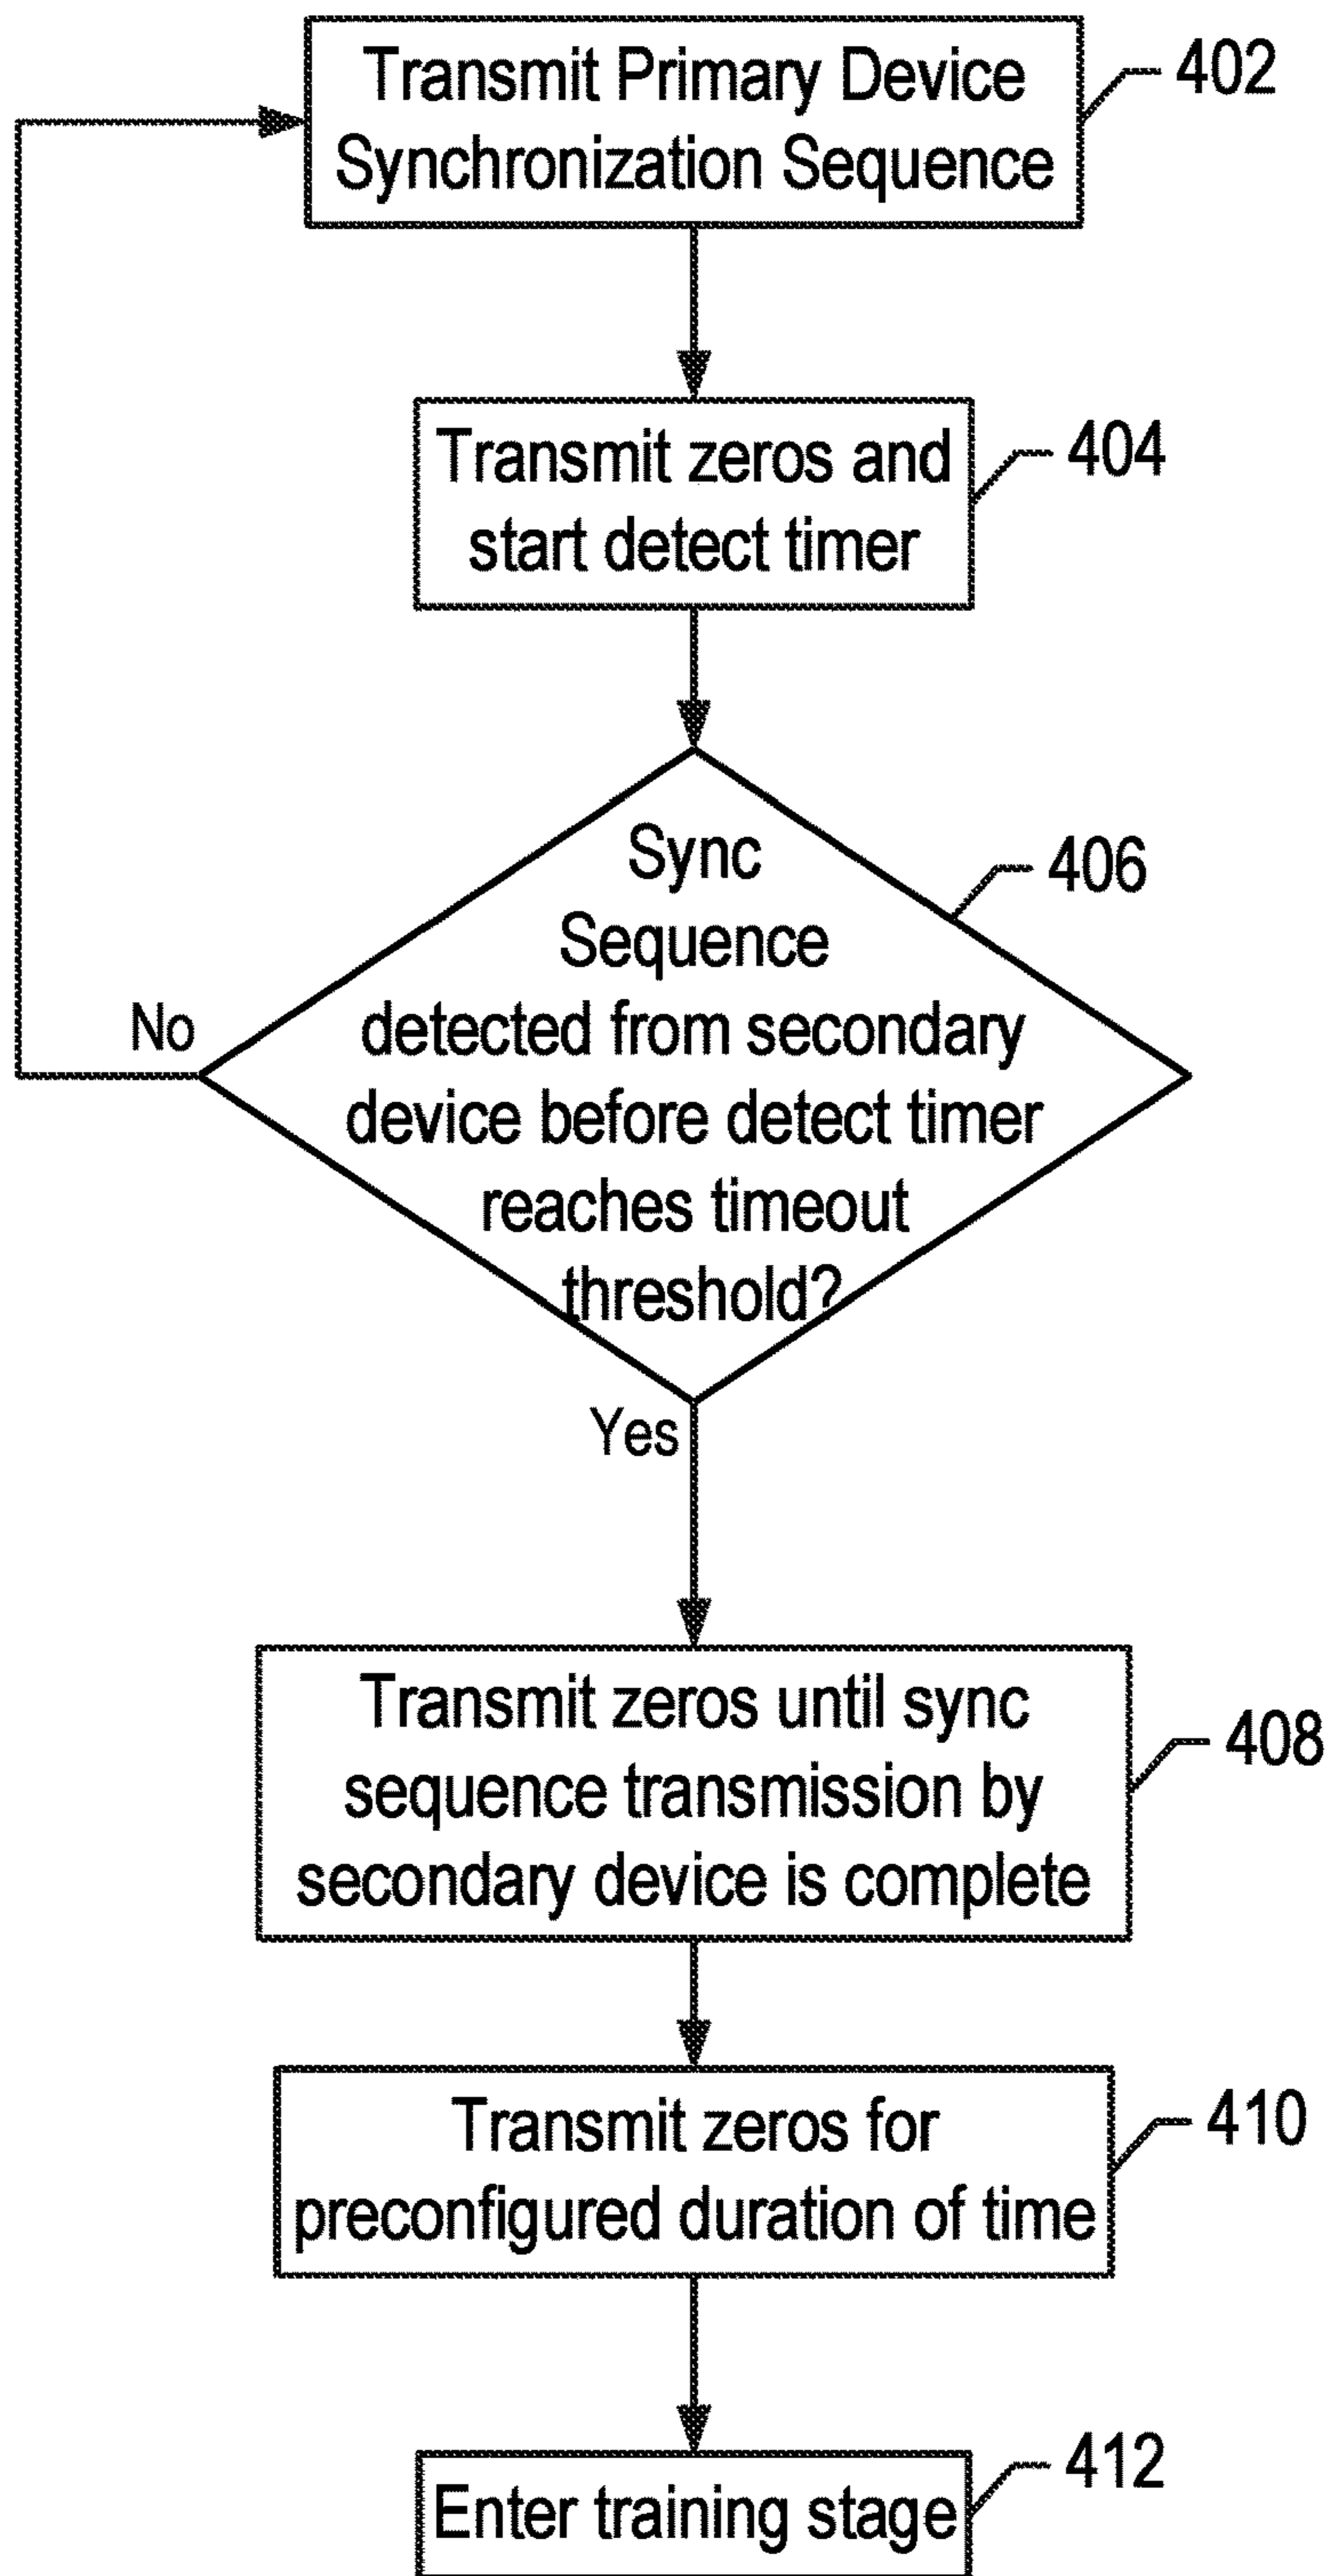 Transmit Primary Device
Synchronization Sequence
402
Transmit zeros and
start detect timer
404
Sync
Sequence
detected from secondary
device before detect timer
reaches timeout
threshold?
406
No
Yes
Transmit zeros until sync
sequence transmission by
secondary device is complete
408
Transmit zeros for
preconfigured duration of time
410
Enter training stage
412